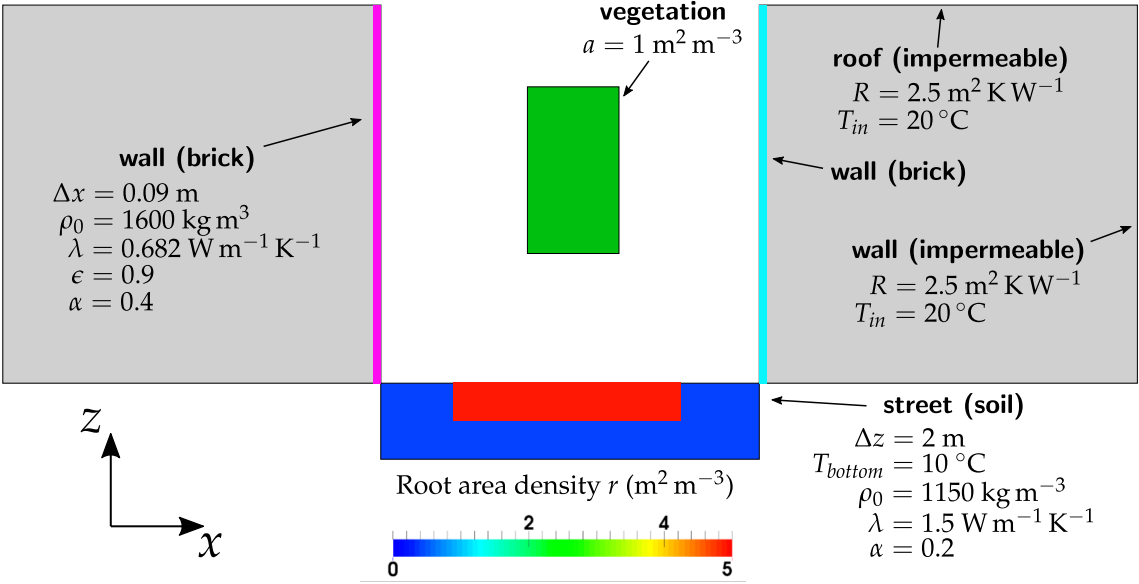 vegetation
a = 1 m² m⁻³
roof (impermeable)
R = 2.5 m² K W⁻¹
T_in = 20 °C
wall (brick)
Δx = 0.09 m
ρ₀ = 1600 kg m³
λ = 0.682 W m⁻¹ K⁻¹
ϵ = 0.9
α = 0.4
wall (brick)
wall (impermeable)
R = 2.5 m² K W⁻¹
T_in = 20 °C
street (soil)
Δz = 2 m
T_bottom = 10 °C
ρ₀ = 1150 kg m⁻³
λ = 1.5 W m⁻¹ K⁻¹
α = 0.2
z
x
Root area density r (m² m⁻³)
2 4
0 5